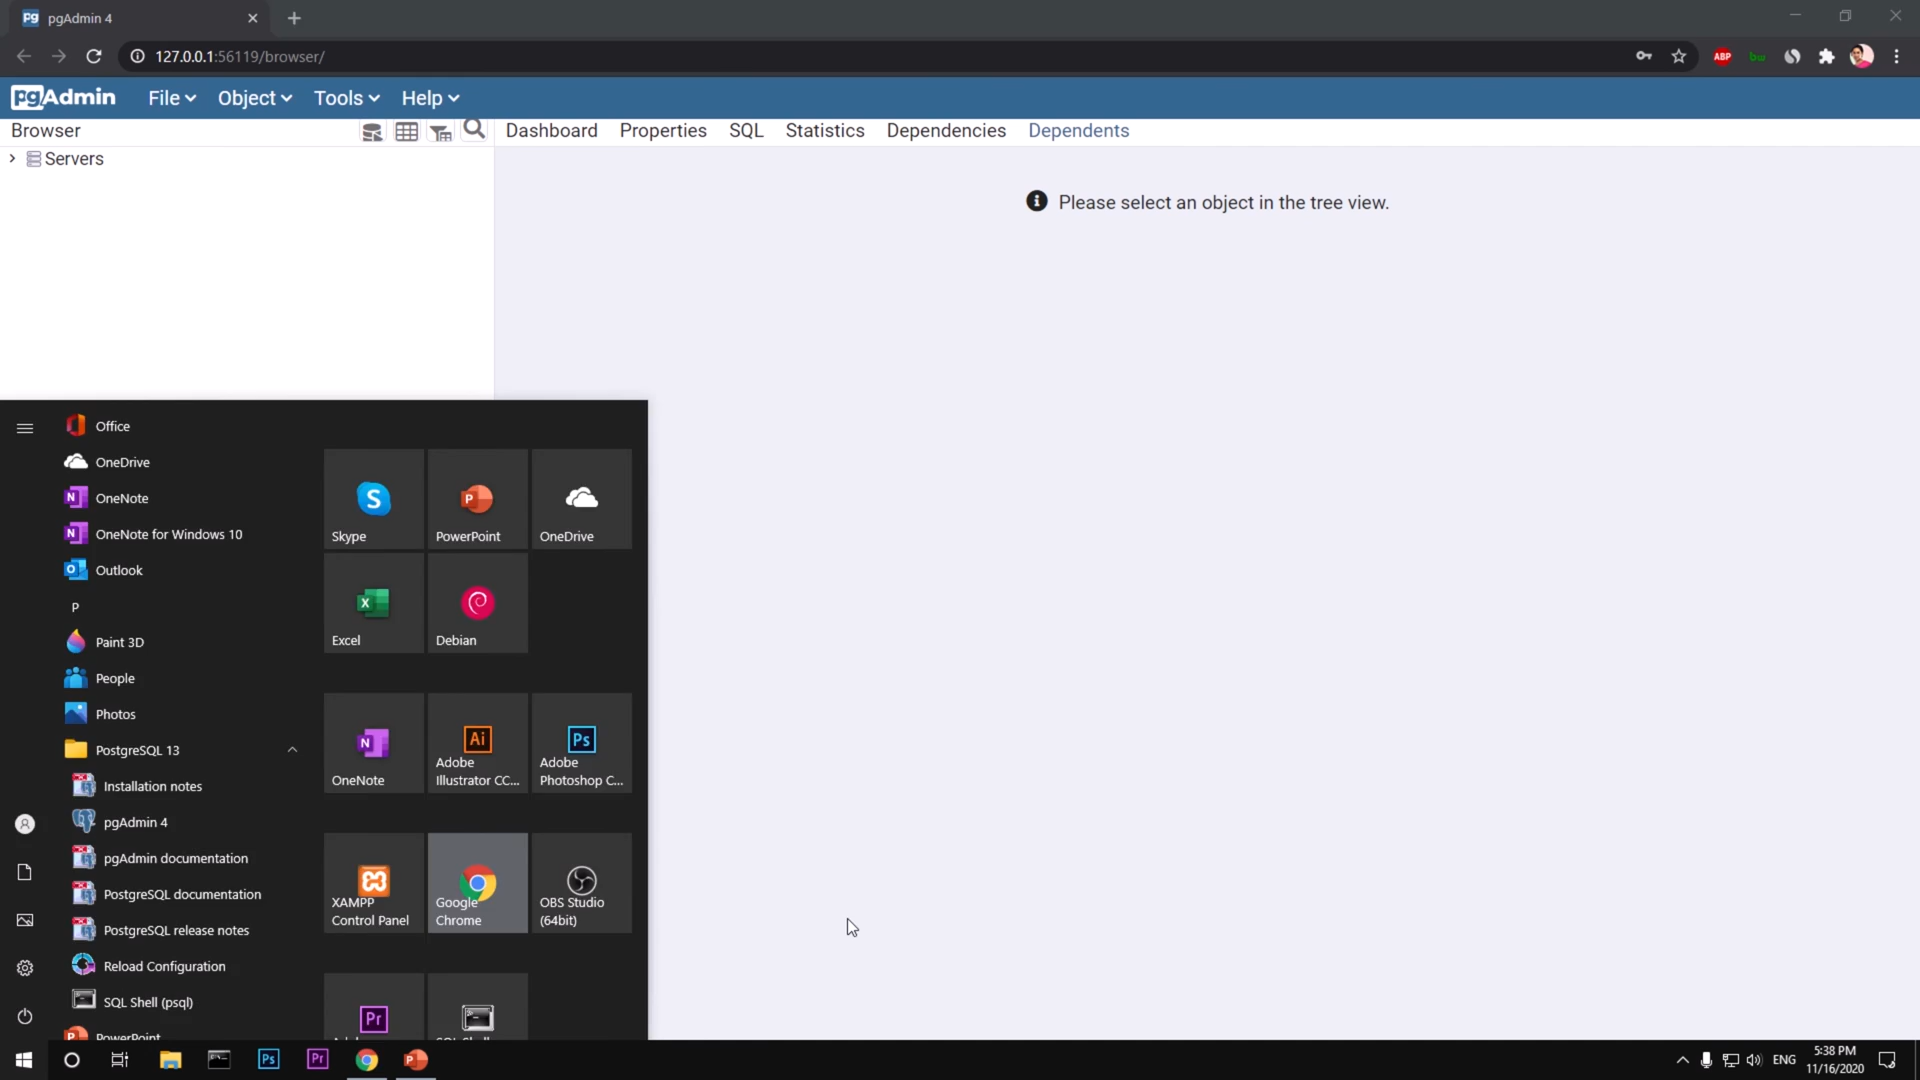 pgAdmin 4
127.0.0.1:56119/browser/
ABP
pgAdmin File Object Tools Help
Browser
Dashboard Properties SQL Statistics Dependencies Dependents
Servers
Please select an object in the tree view.
Office
OneDrive
OneNote
OneNote for Windows 10
Outlook
P
Paint 3D
People
Photos
PostgreSQL 13
Installation notes
pgAdmin 4
pgAdmin documentation
PostgreSQL documentation
PostgreSQL release notes
Reload Configuration
SQL Shell (psql)
PowerPoint
Skype
PowerPoint
OneDrive
Excel
Debian
OneNote
Adobe
Illustrator CC...
Adobe
Photoshop C...
XAMPP
Control Panel
Google
Chrome
OBS Studio
(64bit)
ENG
5:38 PM
11/16/2020